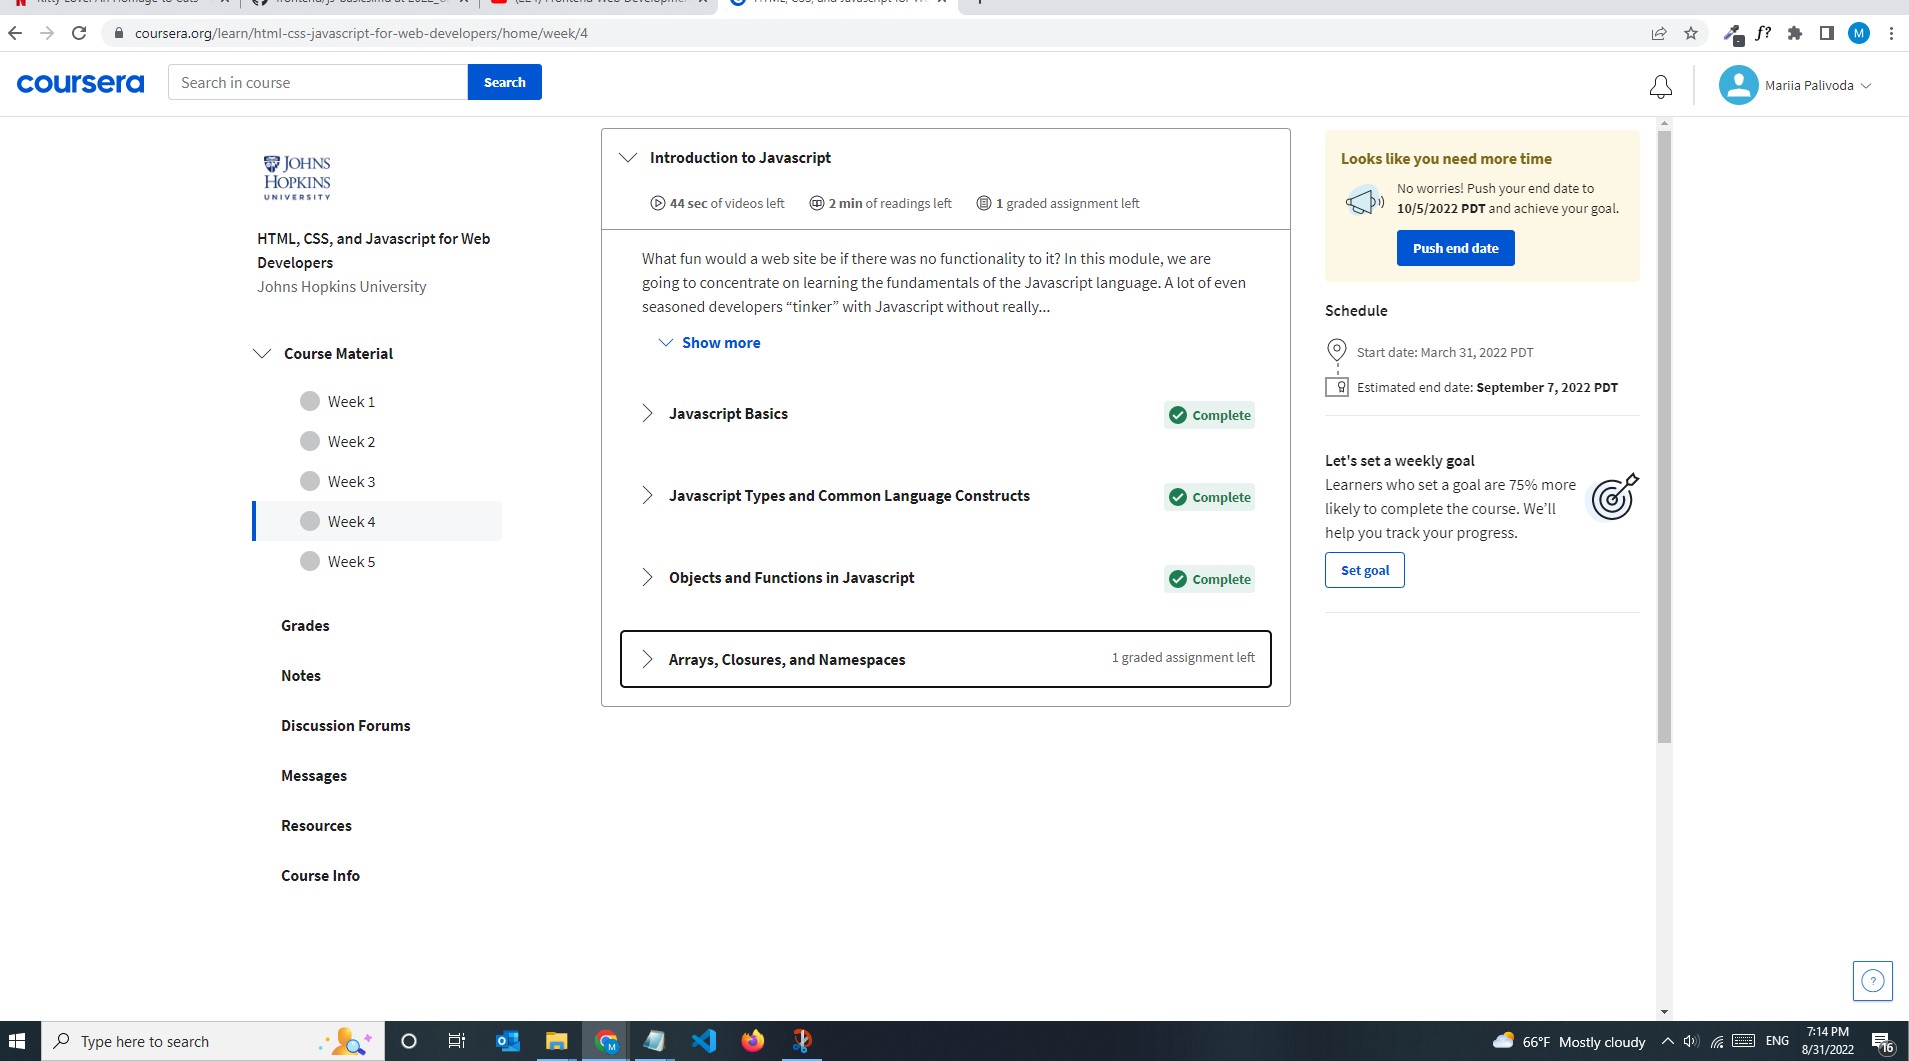 coursera.org/learn/html-css-javascript-for-web-developers/home/week/4
f?
M
coursera
Search in course
Search
Mariia Palivoda
JOHNS
HOPKINS
UNIVERSITY
HTML, CSS, and Javascript for Web
Developers
Johns Hopkins University
Course Material
Week 1
Week 2
Week 3
Week 4
Week 5
Grades
Notes
Discussion Forums
Messages
Resources
Course Info
Introduction to Javascript
44 sec of videos left
2 min of readings left
1 graded assignment left
What fun would a web site be if there was no functionality to it? In this module, we are
going to concentrate on learning the fundamentals of the Javascript language. A lot of even
seasoned developers “tinker” with Javascript without really...
Show more
Javascript Basics
Complete
Javascript Types and Common Language Constructs
Complete
Objects and Functions in Javascript
Complete
Arrays, Closures, and Namespaces
1 graded assignment left
Looks like you need more time
No worries! Push your end date to
10/5/2022 PDT and achieve your goal.
Push end date
Schedule
Start date: March 31, 2022 PDT
Estimated end date: September 7, 2022 PDT
Let's set a weekly goal
Learners who set a goal are 75% more
likely to complete the course. We’ll
help you track your progress.
Set goal
?
Type here to search
66°F Mostly cloudy
ENG
7:14 PM
8/31/2022
16